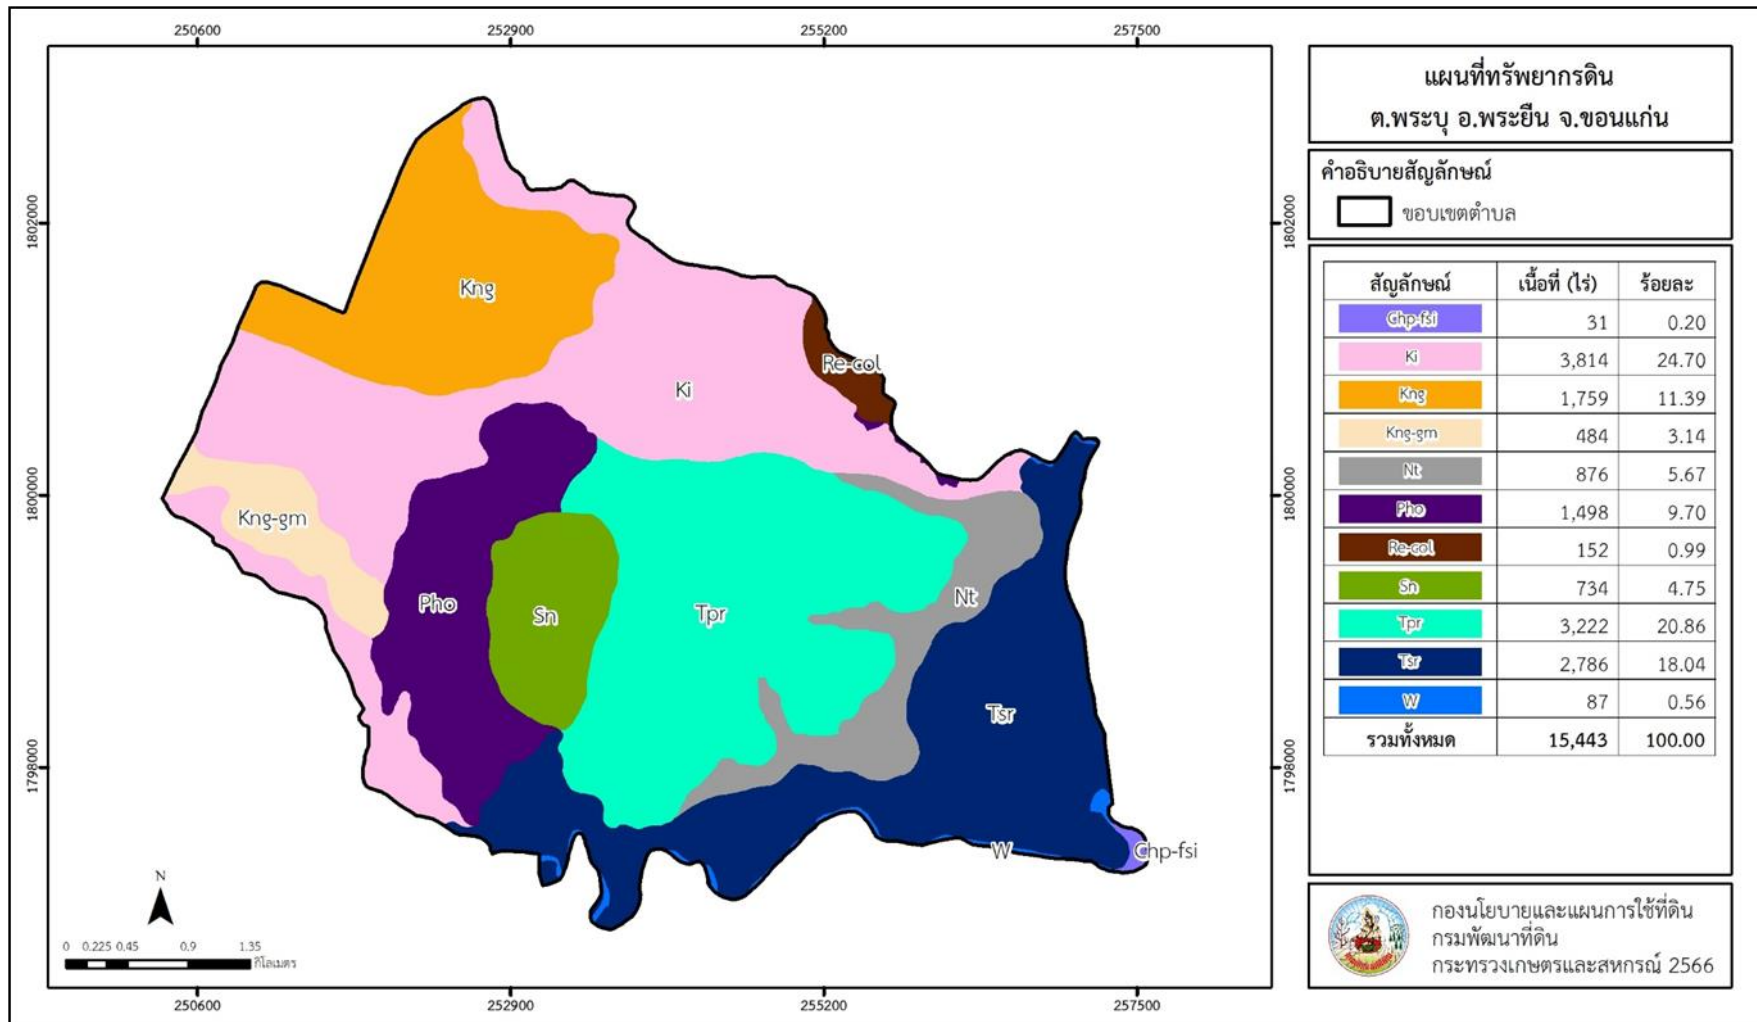 250600 252900 255200 257500
1802000
1800000
1798000
Kng
Ki
Re-col
Kng-gm
Pho
Sn
Tpr
Nt
Tsr
W
Chp-fsi
N
0 0.225 0.45 0.9 1.35
กิโลเมตร
1802000
1800000
1798000
250600 252900 255200 257500
แผนที่ทรัพยากรดิน
ต.พระบุ อ.พระยืน จ.ขอนแก่น
คำอธิบายสัญลักษณ์
ขอบเขตตำบล
สัญลักษณ์ เนื้อที่ (ไร่) ร้อยละ
Chp-fsi 31 0.20
Ki 3,814 24.70
Kng 1,759 11.39
Kng-gm 484 3.14
Nt 876 5.67
Pho 1,498 9.70
Re-col 152 0.99
Sn 734 4.75
Tpr 3,222 20.86
Tsr 2,786 18.04
W 87 0.56
รวมทั้งหมด 15,443 100.00
กองนโยบายและแผนการใช้ที่ดิน
กรมพัฒนาที่ดิน
กระทรวงเกษตรและสหกรณ์ 2566